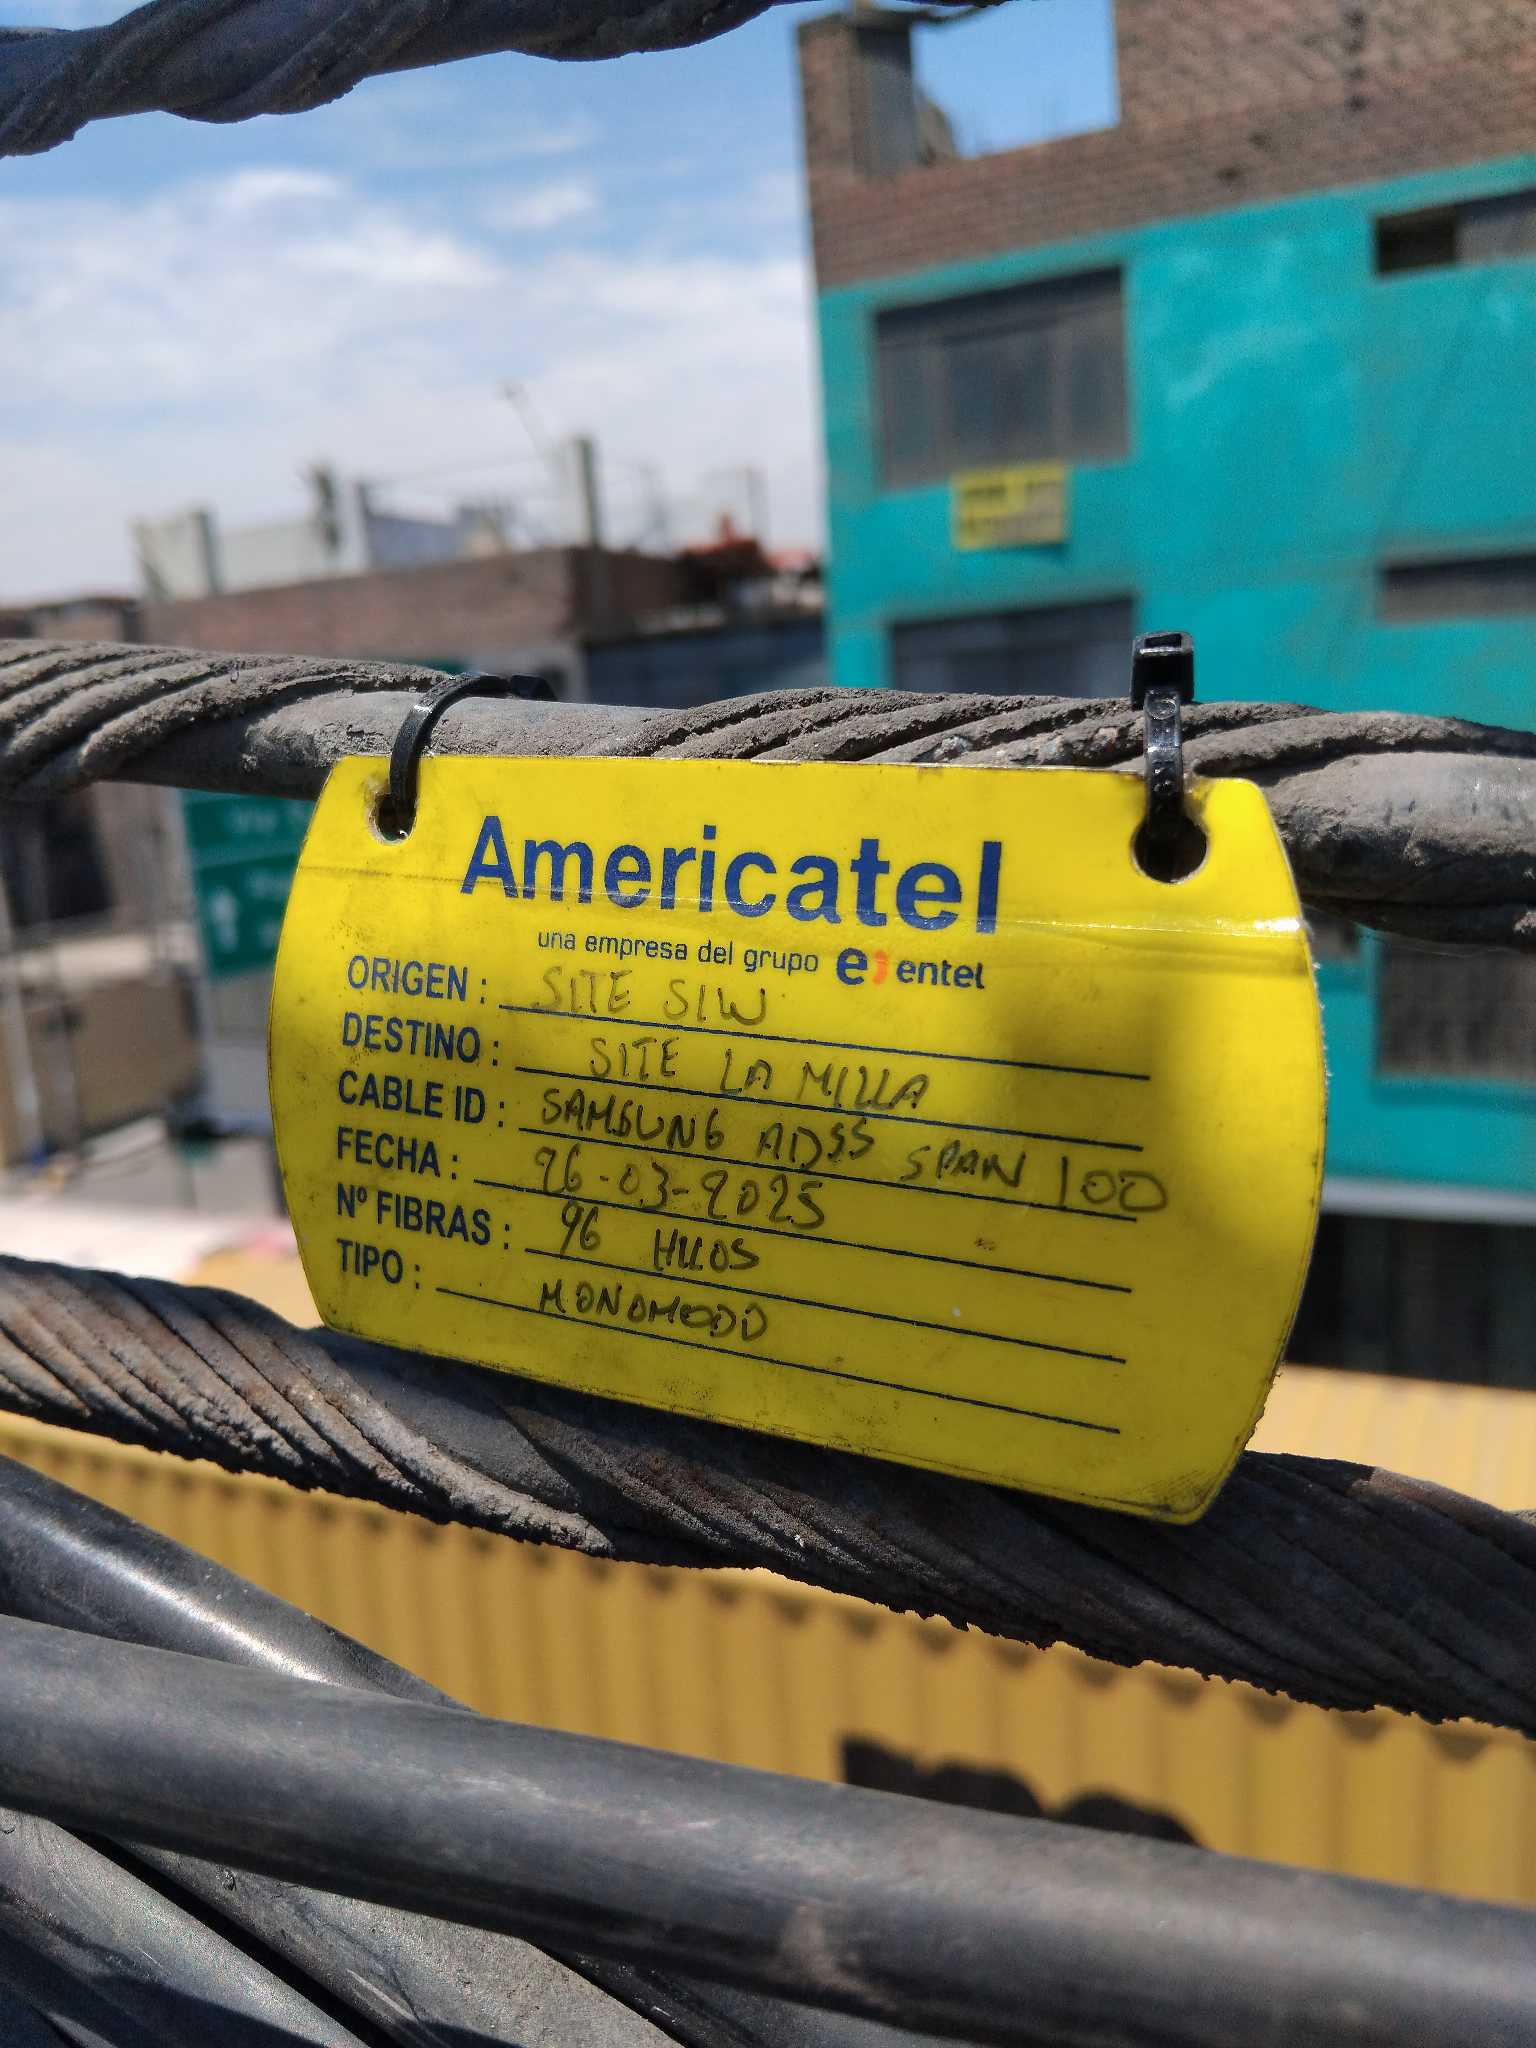 Americatel
una empresa del grupo e) entel
ORIGEN : SITE SIW
DESTINO : SITE LA MILLA
CABLE ID : SAMSUNG ADSS SPAN 100
FECHA : 26-03-2025
Nº FIBRAS : 96 HILOS
TIPO : MONOMODO